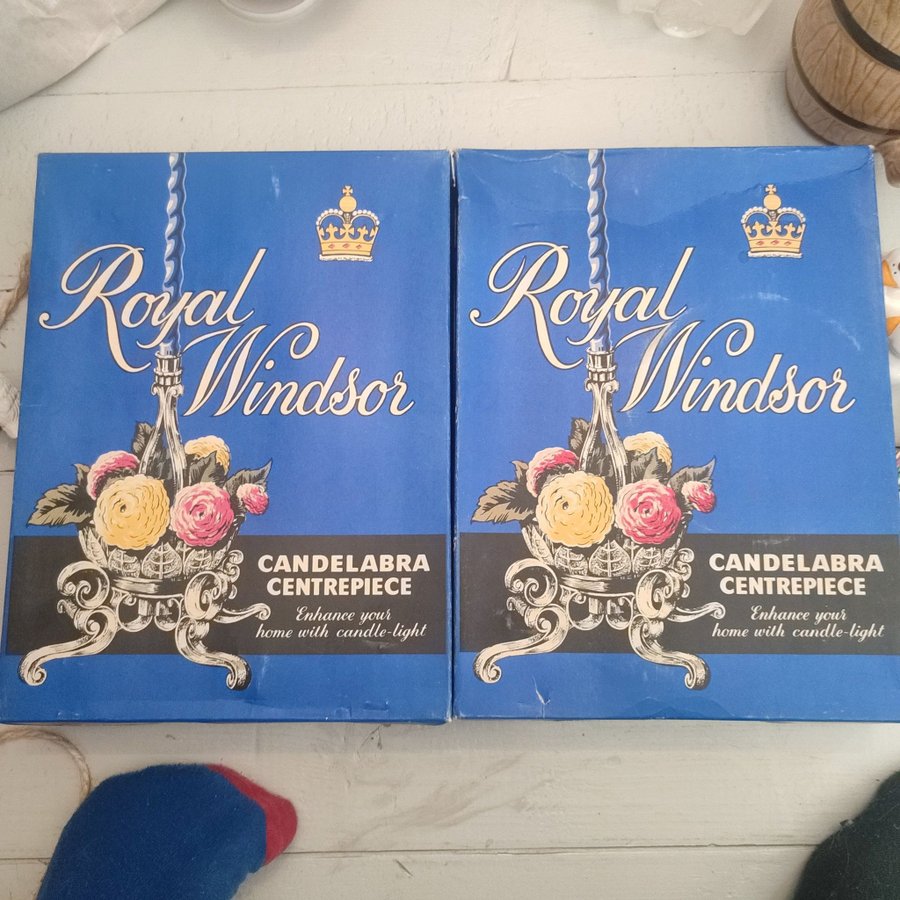 Royal
Windsor
CANDELABRA
CENTREPIECE
Enhance your
home with candle-light
Royal
Windsor
CANDELABRA
CENTREPIECE
Enhance your
home with candle-light